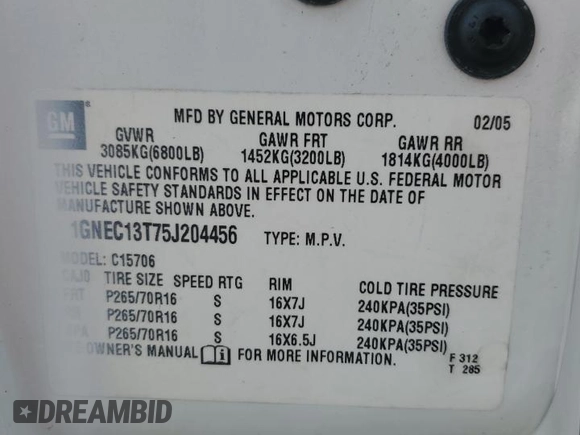 GM
MFD BY GENERAL MOTORS CORP. 02/05
GVWR GAWR FRT GAWR RR
3085KG(6800LB) 1452KG(3200LB) 1814KG(4000LB)
THIS VEHICLE CONFORMS TO ALL APPLICABLE U.S. FEDERAL MOTOR
VEHICLE SAFETY STANDARDS IN EFFECT ON THE DATE OF
MANUFACTURE SHOWN ABOVE.
1GNEC13T75J204456 TYPE: M.P.V.
MODEL: C15706
TIRE SIZE SPEED RTG RIM COLD TIRE PRESSURE
FRT P265/70R16 S 16X7J 240KPA(35PSI)
P265/70R16 S 16X7J 240KPA(35PSI)
P265/70R16 S 16X6.5J 240KPA(35PSI)
OWNER'S MANUAL i FOR MORE INFORMATION.
F 312
T 285
DREAMBID